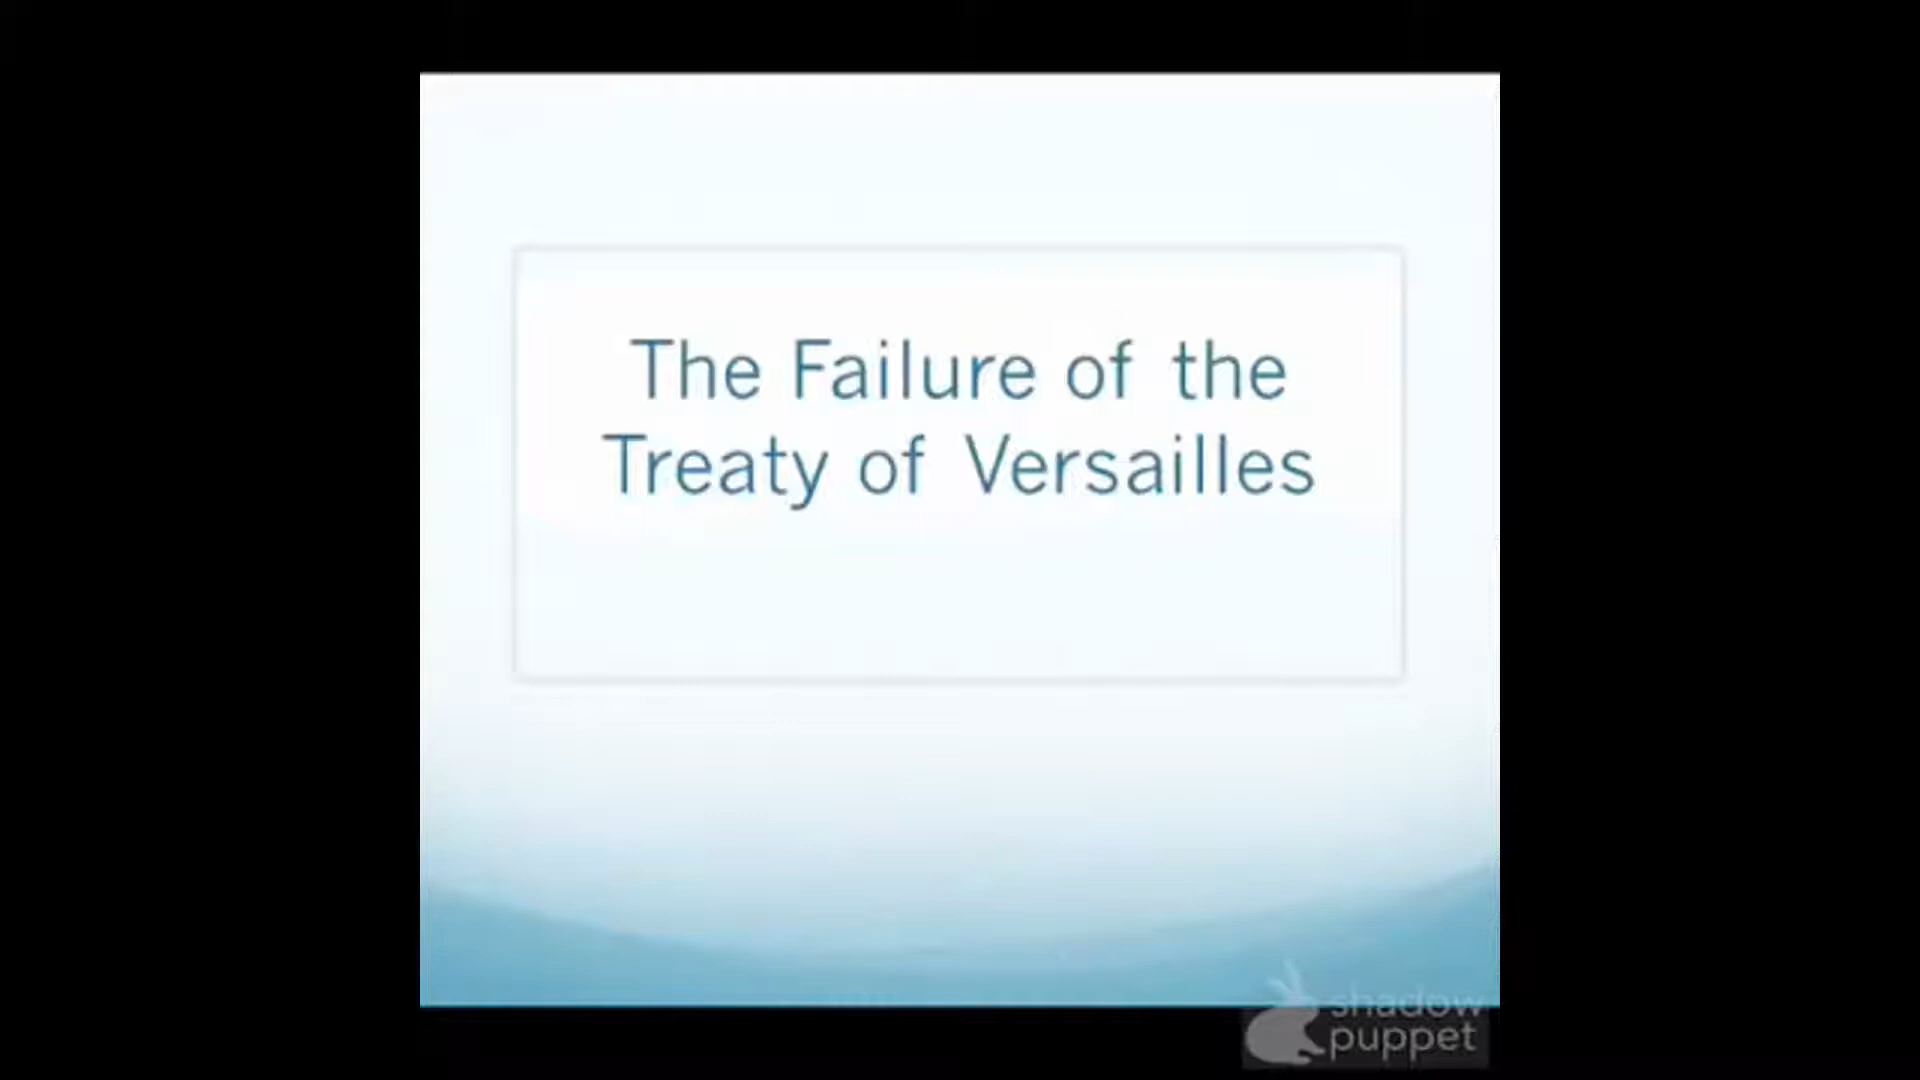 The Failure of the
Treaty of Versailles
shadow
puppet